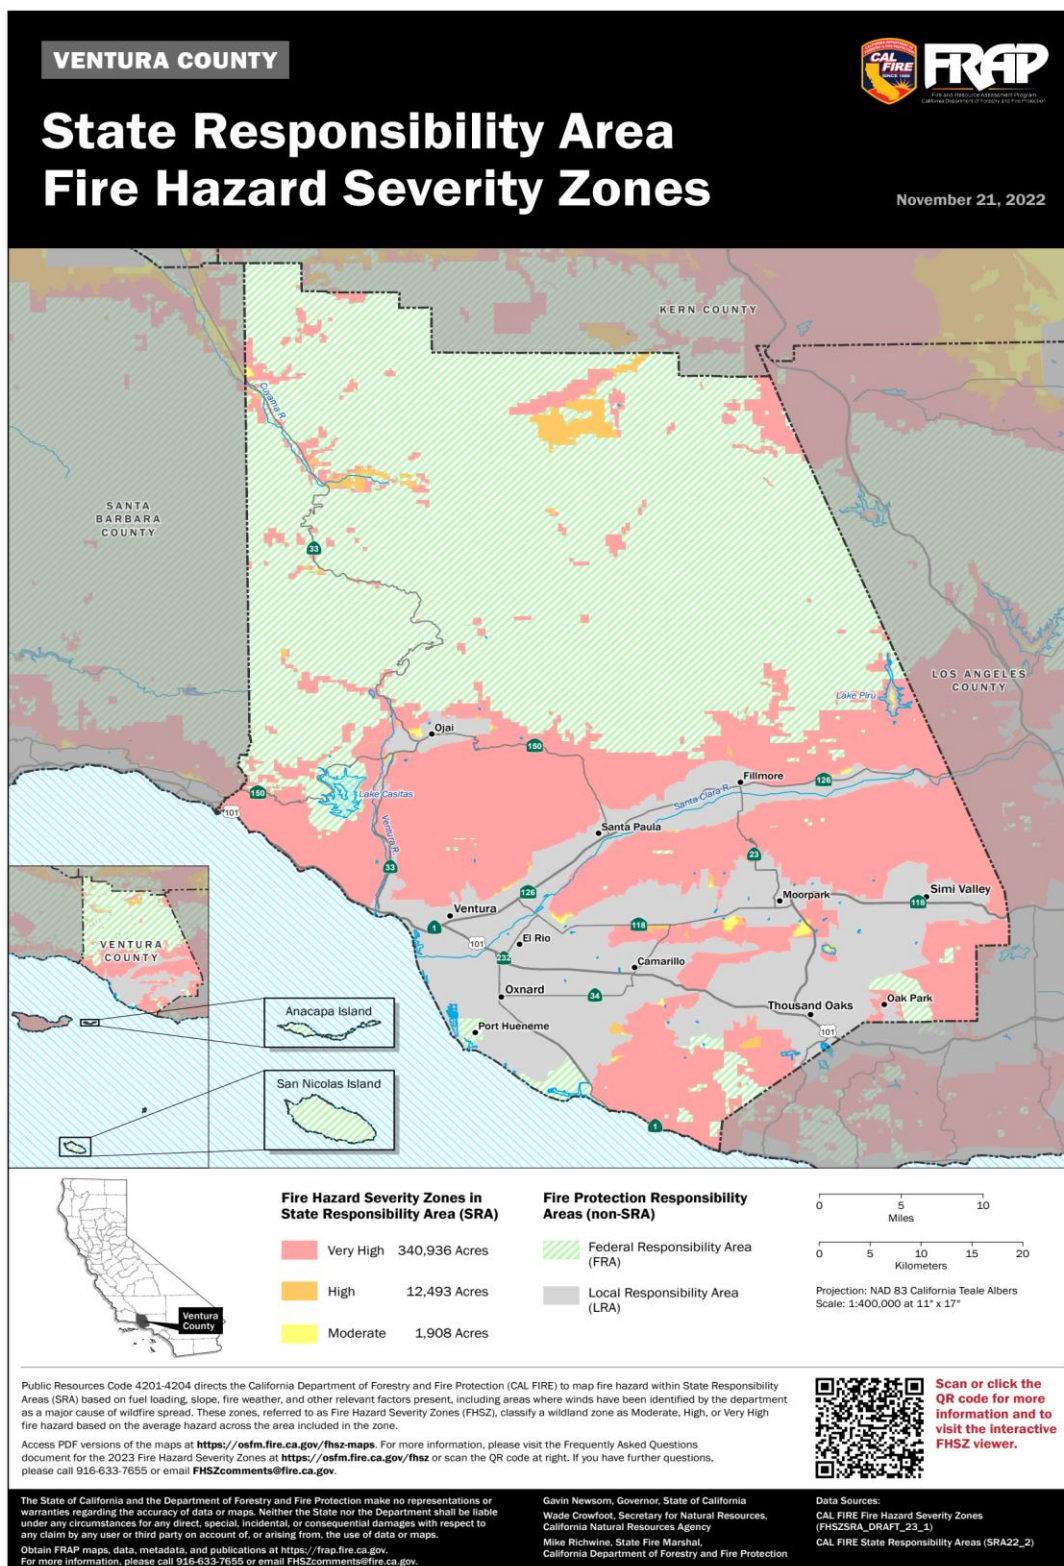 VENTURA COUNTY
CALIFORNIA DEPARTMENT OF FORESTRY & FIRE PROTECTION
CAL FIRE
SINCE 1885
FRAP
Fire and Resource Assessment Program
California Department of Forestry and Fire Protection
State Responsibility Area
Fire Hazard Severity Zones
November 21, 2022
KERN COUNTY
Cuyama R.
SANTA
BARBARA
COUNTY
33
LOS ANGELES
COUNTY
Lake Piru
Ojai
150
Fillmore
126
150
Lake Casitas
Santa Clara R.
101
Santa Paula
Ventura R.
33
23
126
Simi Valley
Moorpark
118
Ventura
118
1
El Rio
101
232
Camarillo
VENTURA
COUNTY
Oxnard
34
Thousand Oaks
Oak Park
Anacapa Island
Port Hueneme
101
San Nicolas Island
1
Fire Hazard Severity Zones in
State Responsibility Area (SRA)
Very High 340,936 Acres
High 12,493 Acres
Moderate 1,908 Acres
Fire Protection Responsibility
Areas (non-SRA)
Federal Responsibility Area
(FRA)
Local Responsibility Area
(LRA)
0 5 10
Miles
0 5 10 15 20
Kilometers
Projection: NAD 83 California Teale Albers
Scale: 1:400,000 at 11" x 17"
Ventura
County
Public Resources Code 4201-4204 directs the California Department of Forestry and Fire Protection (CAL FIRE) to map fire hazard within State Responsibility
Areas (SRA) based on fuel loading, slope, fire weather, and other relevant factors present, including areas where winds have been identified by the department
as a major cause of wildfire spread. These zones, referred to as Fire Hazard Severity Zones (FHSZ), classify a wildland zone as Moderate, High, or Very High
fire hazard based on the average hazard across the area included in the zone.
Access PDF versions of the maps at https://osfm.fire.ca.gov/fhsz-maps. For more information, please visit the Frequently Asked Questions
document for the 2023 Fire Hazard Severity Zones at https://osfm.fire.ca.gov/fhsz or scan the QR code at right. If you have further questions,
please call 916-633-7655 or email FHSZcomments@fire.ca.gov.
Scan or click the
QR code for more
information and to
visit the interactive
FHSZ viewer.
The State of California and the Department of Forestry and Fire Protection make no representations or
warranties regarding the accuracy of data or maps. Neither the State nor the Department shall be liable
under any circumstances for any direct, special, incidental, or consequential damages with respect to
any claim by any user or third party on account of, or arising from, the use of data or maps.
Obtain FRAP maps, data, metadata, and publications at https://frap.fire.ca.gov.
For more information, please call 916-633-7655 or email FHSZcomments@fire.ca.gov.
Gavin Newsom, Governor, State of California
Wade Crowfoot, Secretary for Natural Resources,
California Natural Resources Agency
Mike Richwine, State Fire Marshal,
California Department of Forestry and Fire Protection
Data Sources:
CAL FIRE Fire Hazard Severity Zones
(FHSZSRA_DRAFT_23_1)
CAL FIRE State Responsibility Areas (SRA22_2)